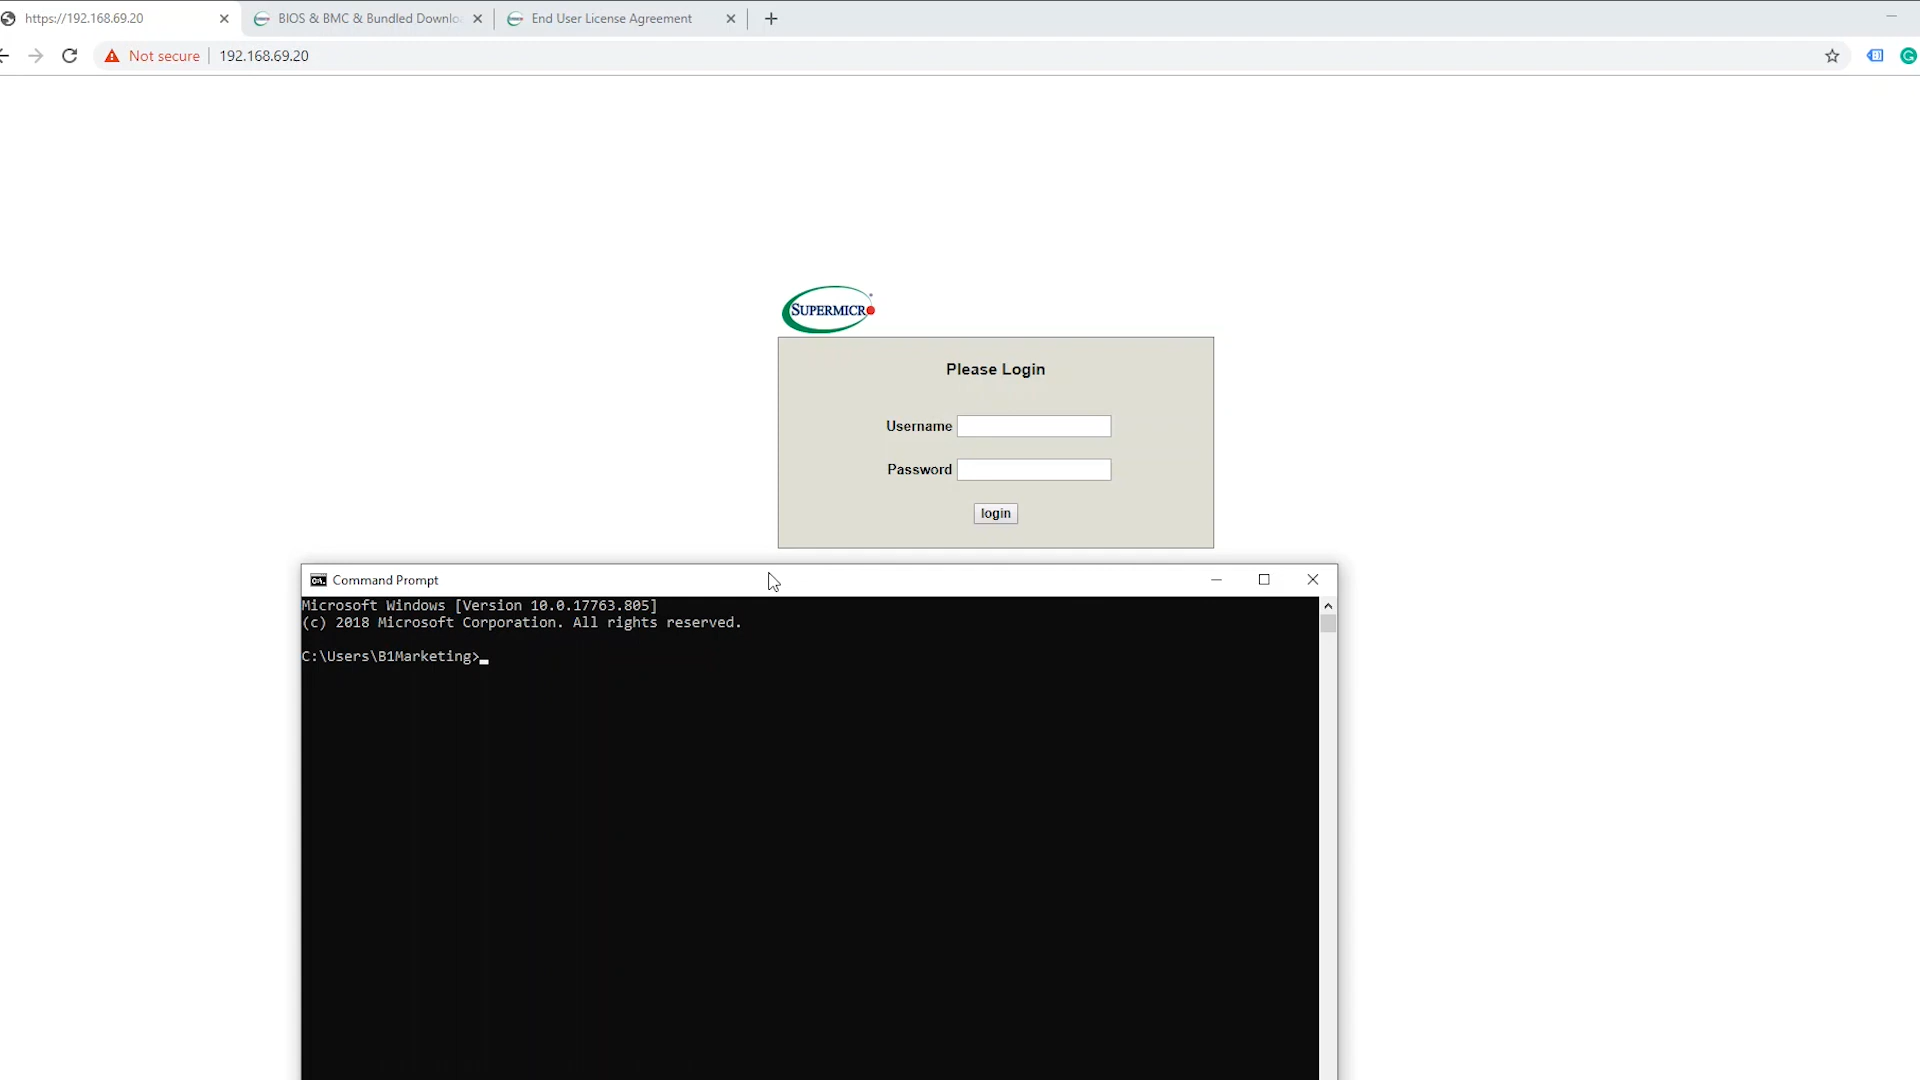 https://192.168.69.20
BIOS & BMC & Bundled Downlo
End User License Agreement
Not secure
192.168.69.20
SUPERMICR
Please Login
Username
Password
login
Command Prompt
Microsoft Windows [Version 10.0.17763.805]
(c) 2018 Microsoft Corporation. All rights reserved.
C:\Users\B1Marketing>